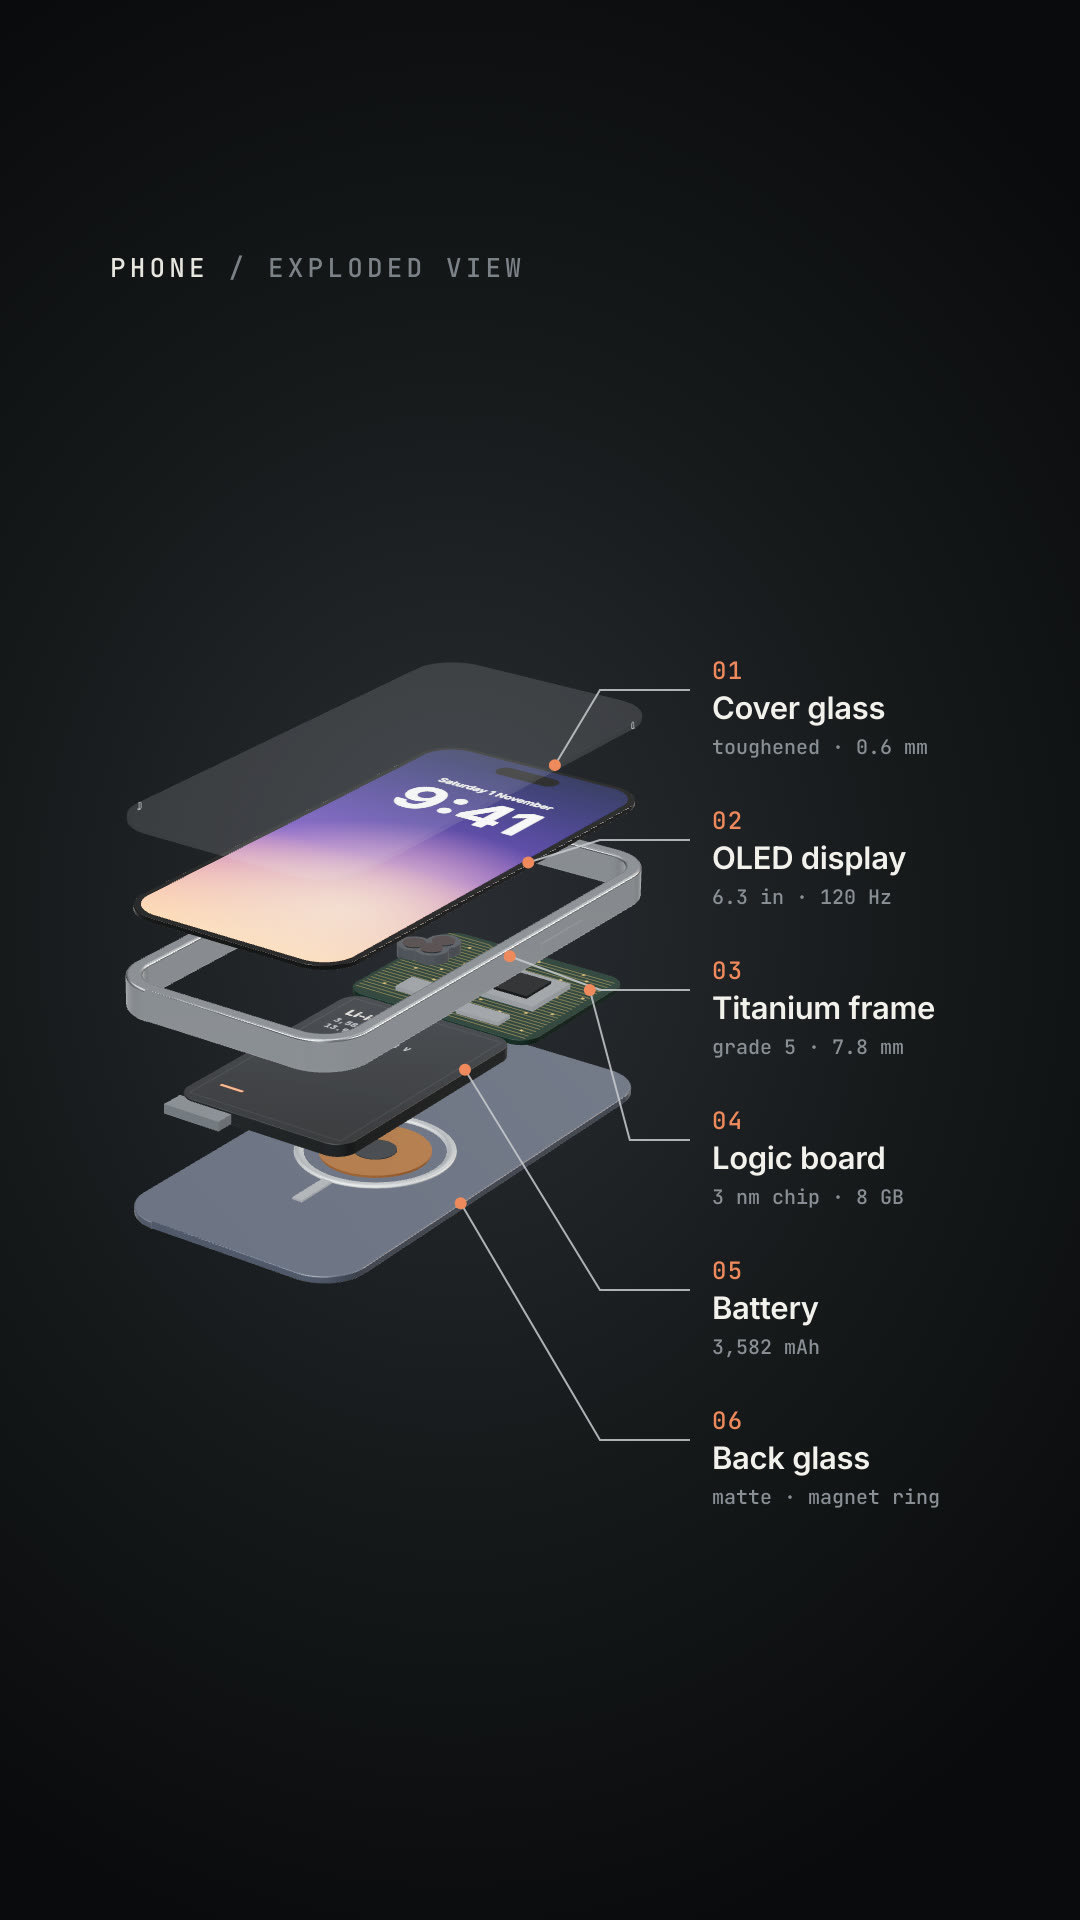 PHONE / EXPLODED VIEW
01
Cover glass
toughened · 0.6 mm
Saturday 1 November
9:41
02
OLED display
6.3 in · 120 Hz
03
Titanium frame
grade 5 · 7.8 mm
04
Logic board
3 nm chip · 8 GB
05
Battery
3,582 mAh
06
Back glass
matte · magnet ring